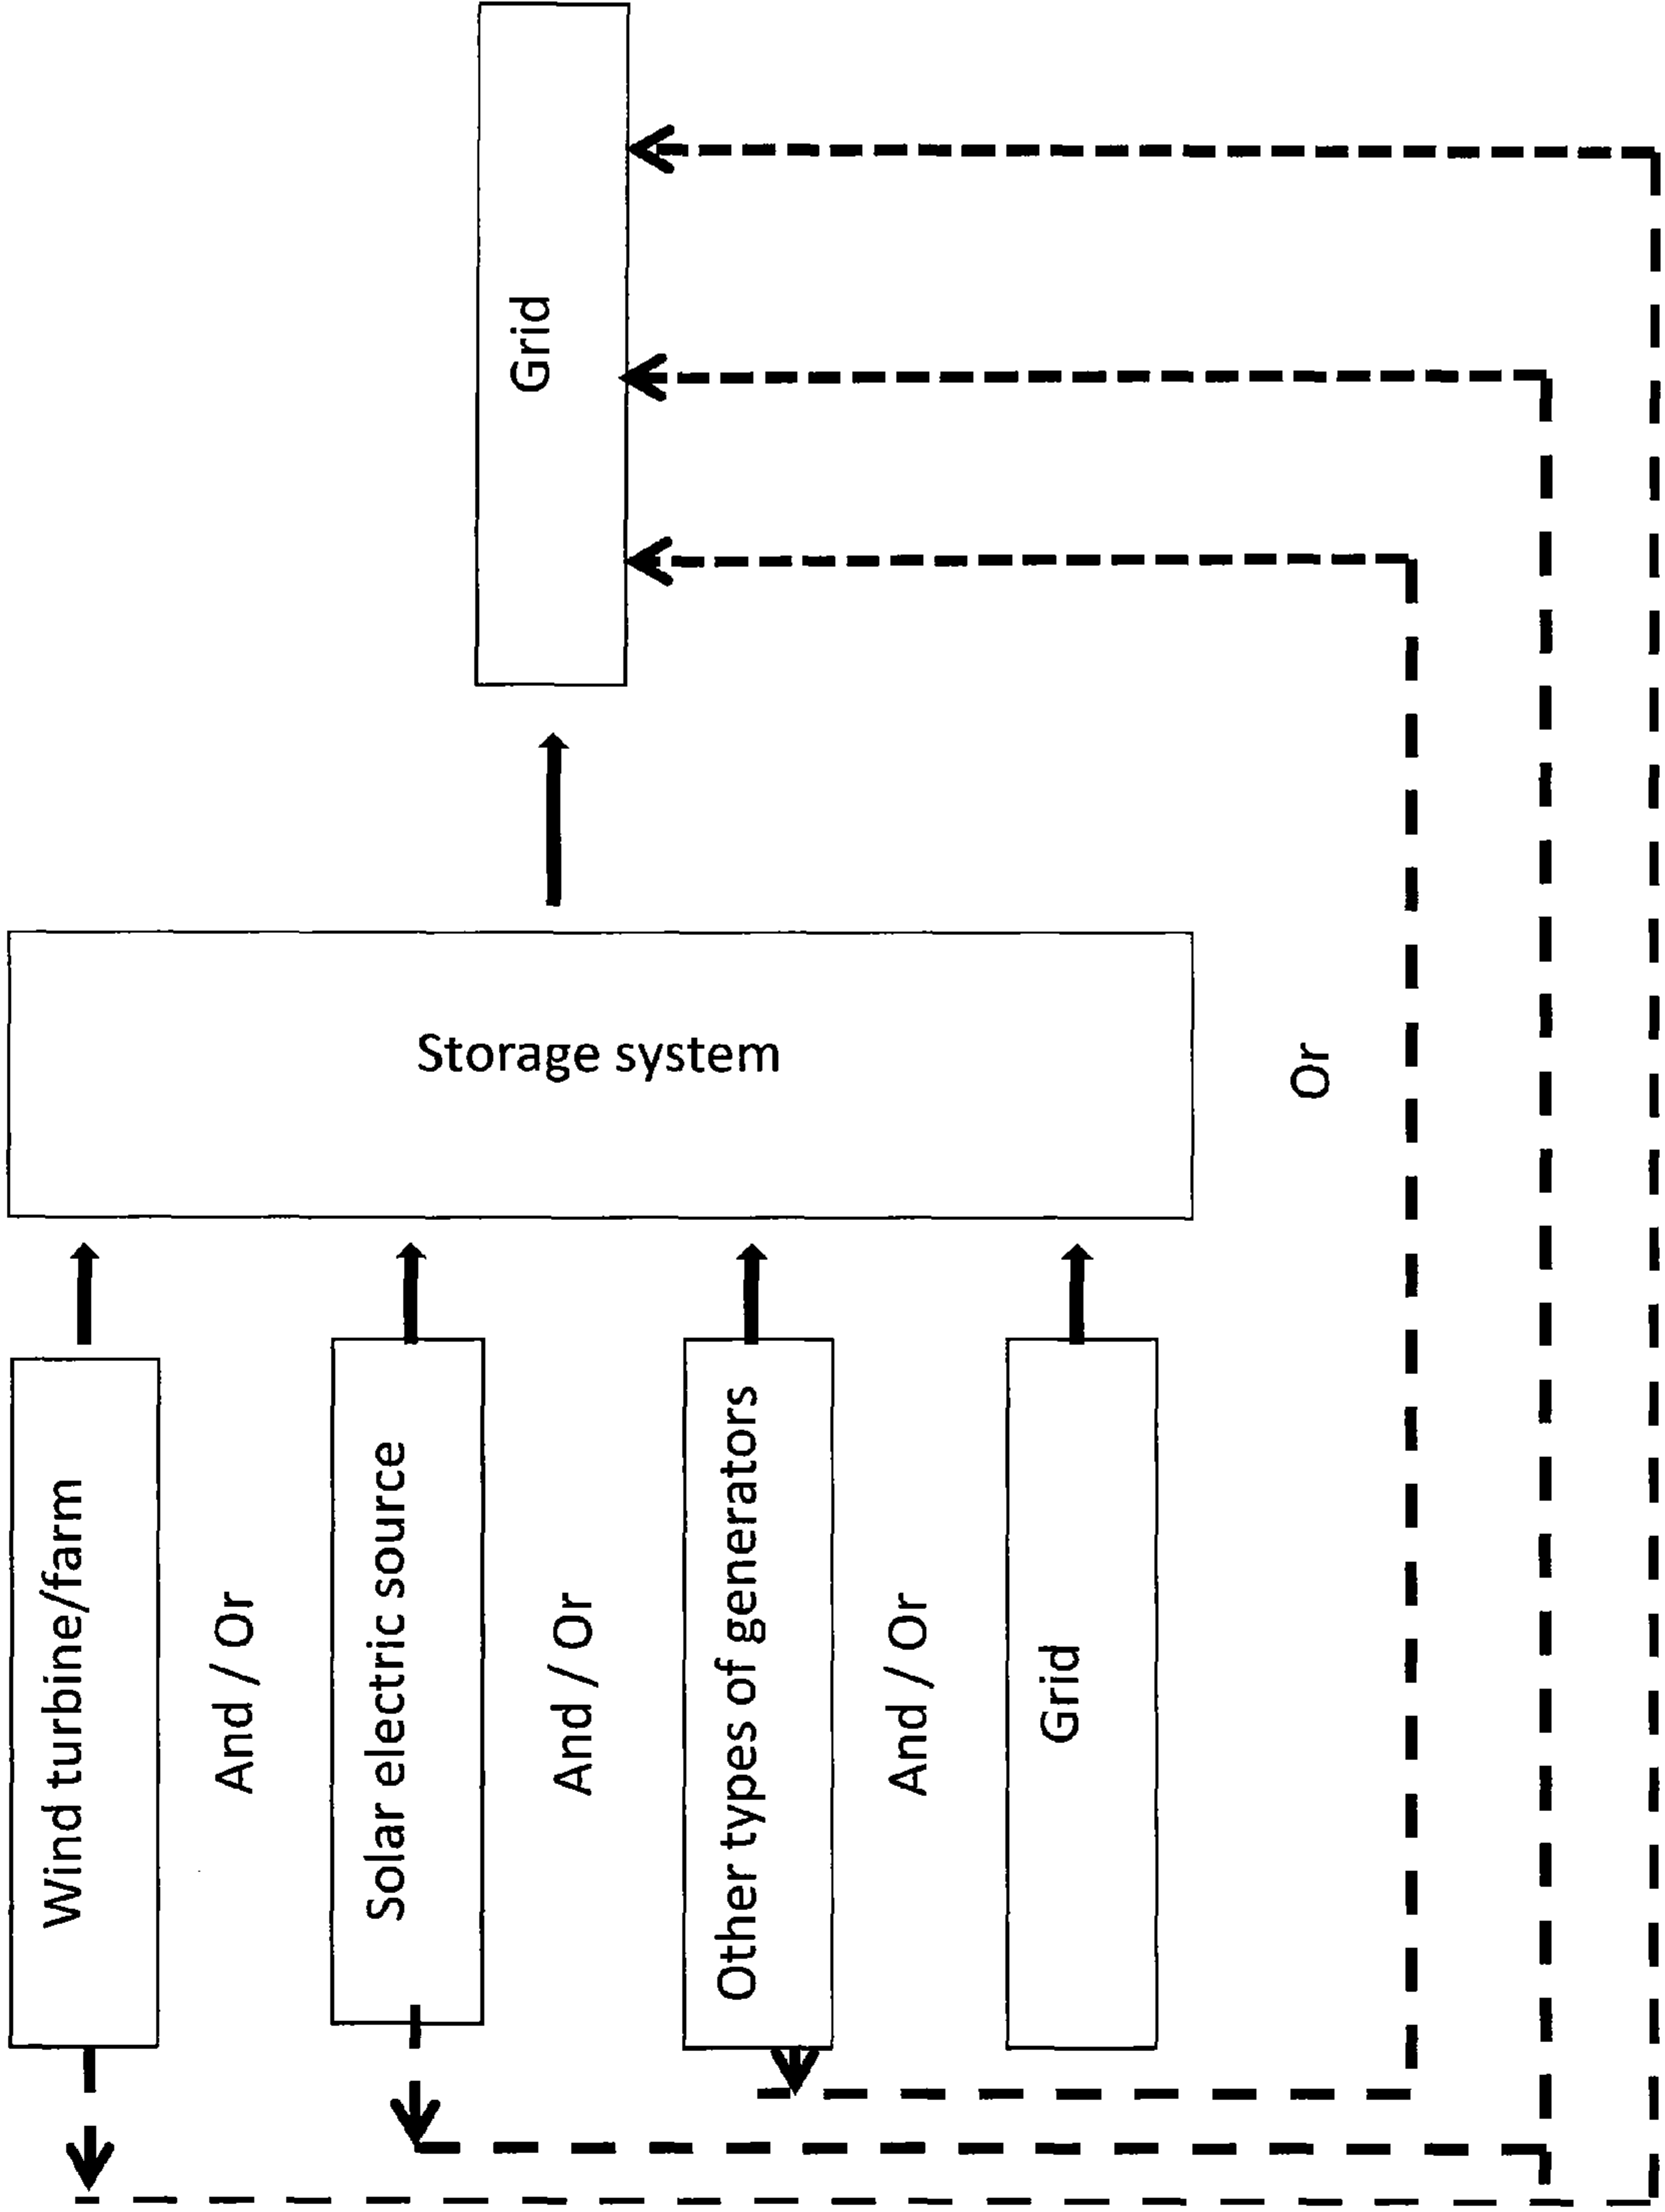 Wind turbine/farm
And / Or
Solar electric source
And / Or
Other types of generators
And / Or
Grid
Storage system
Or
Grid